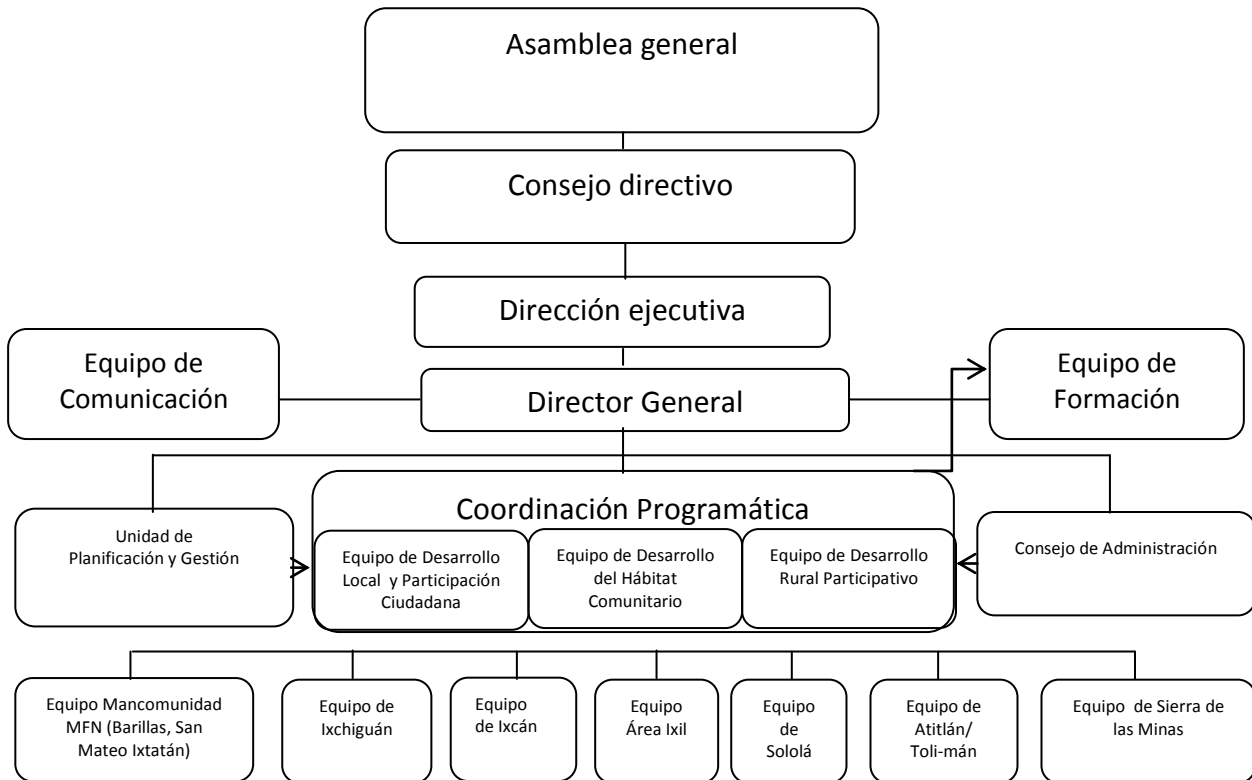 Asamblea general
Consejo directivo
Dirección ejecutiva
Equipo de
Comunicación
Director General
Equipo de
Formación
Coordinación Programática
Unidad de
Planificación y Gestión
Equipo de Desarrollo
Local y Participación
Ciudadana
Equipo de Desarrollo
del Hábitat
Comunitario
Equipo de Desarrollo
Rural Participativo
Consejo de Administración
Equipo Mancomunidad
MFN (Barillas, San
Mateo Ixtatán)
Equipo de
Ixchiguán
Equipo
de Ixcán
Equipo
Área Ixil
Equipo
de
Sololá
Equipo de
Atitlán/
Toli-mán
Equipo de Sierra de
las Minas